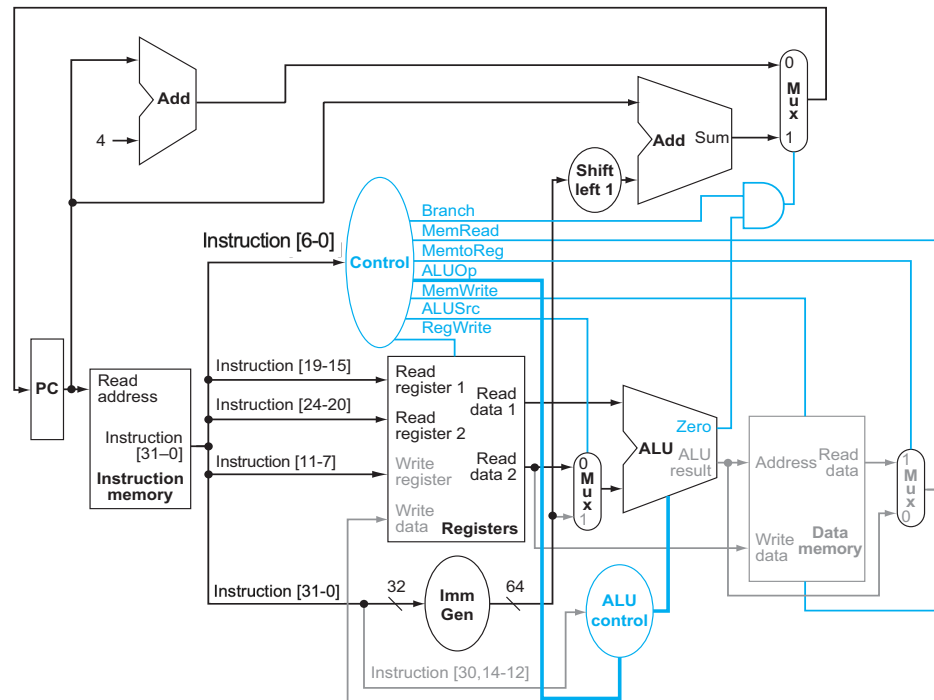 Add
4
0
Mux
1
Add Sum
Shift
left 1
Branch
MemRead
Instruction [6-0]
Control
MemtoReg
ALUOp
MemWrite
ALUSrc
RegWrite
PC
Read
address
Instruction
[31–0]
Instruction
memory
Instruction [19-15]
Instruction [24-20]
Instruction [11-7]
Instruction [31-0]
Read
register 1
Read
register 2
Write
register
Write
data
Read
data 1
Read
data 2
Registers
0
Mux
1
Zero
ALU
ALU
result
Address
Read
data
Write
data
Data
memory
1
Mux
0
32
Imm
Gen
64
ALU
control
Instruction [30,14-12]